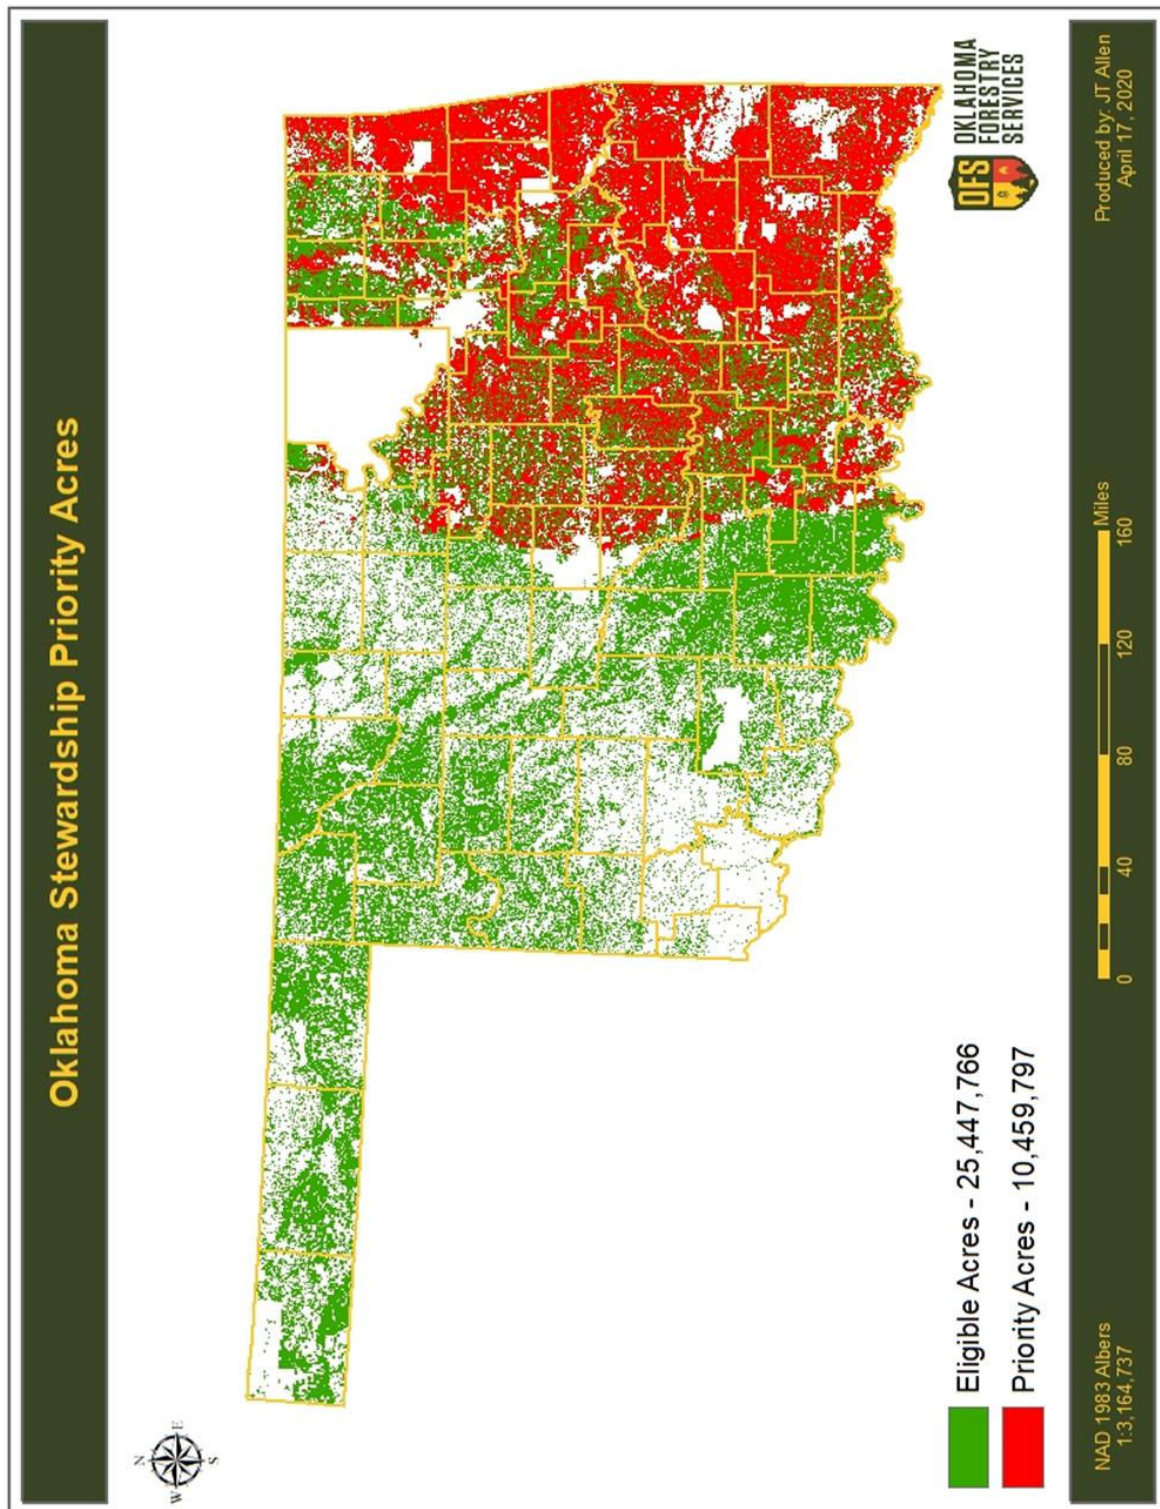 Oklahoma Stewardship Priority Acres
N
W
E
S
Eligible Acres - 25,447,766
Priority Acres - 10,459,797
OFS
OKLAHOMA
FORESTRY
SERVICES
NAD 1983 Albers
1:3,164,737
0 40 80 120 160
Miles
Produced by: JT Allen
April 17, 2020